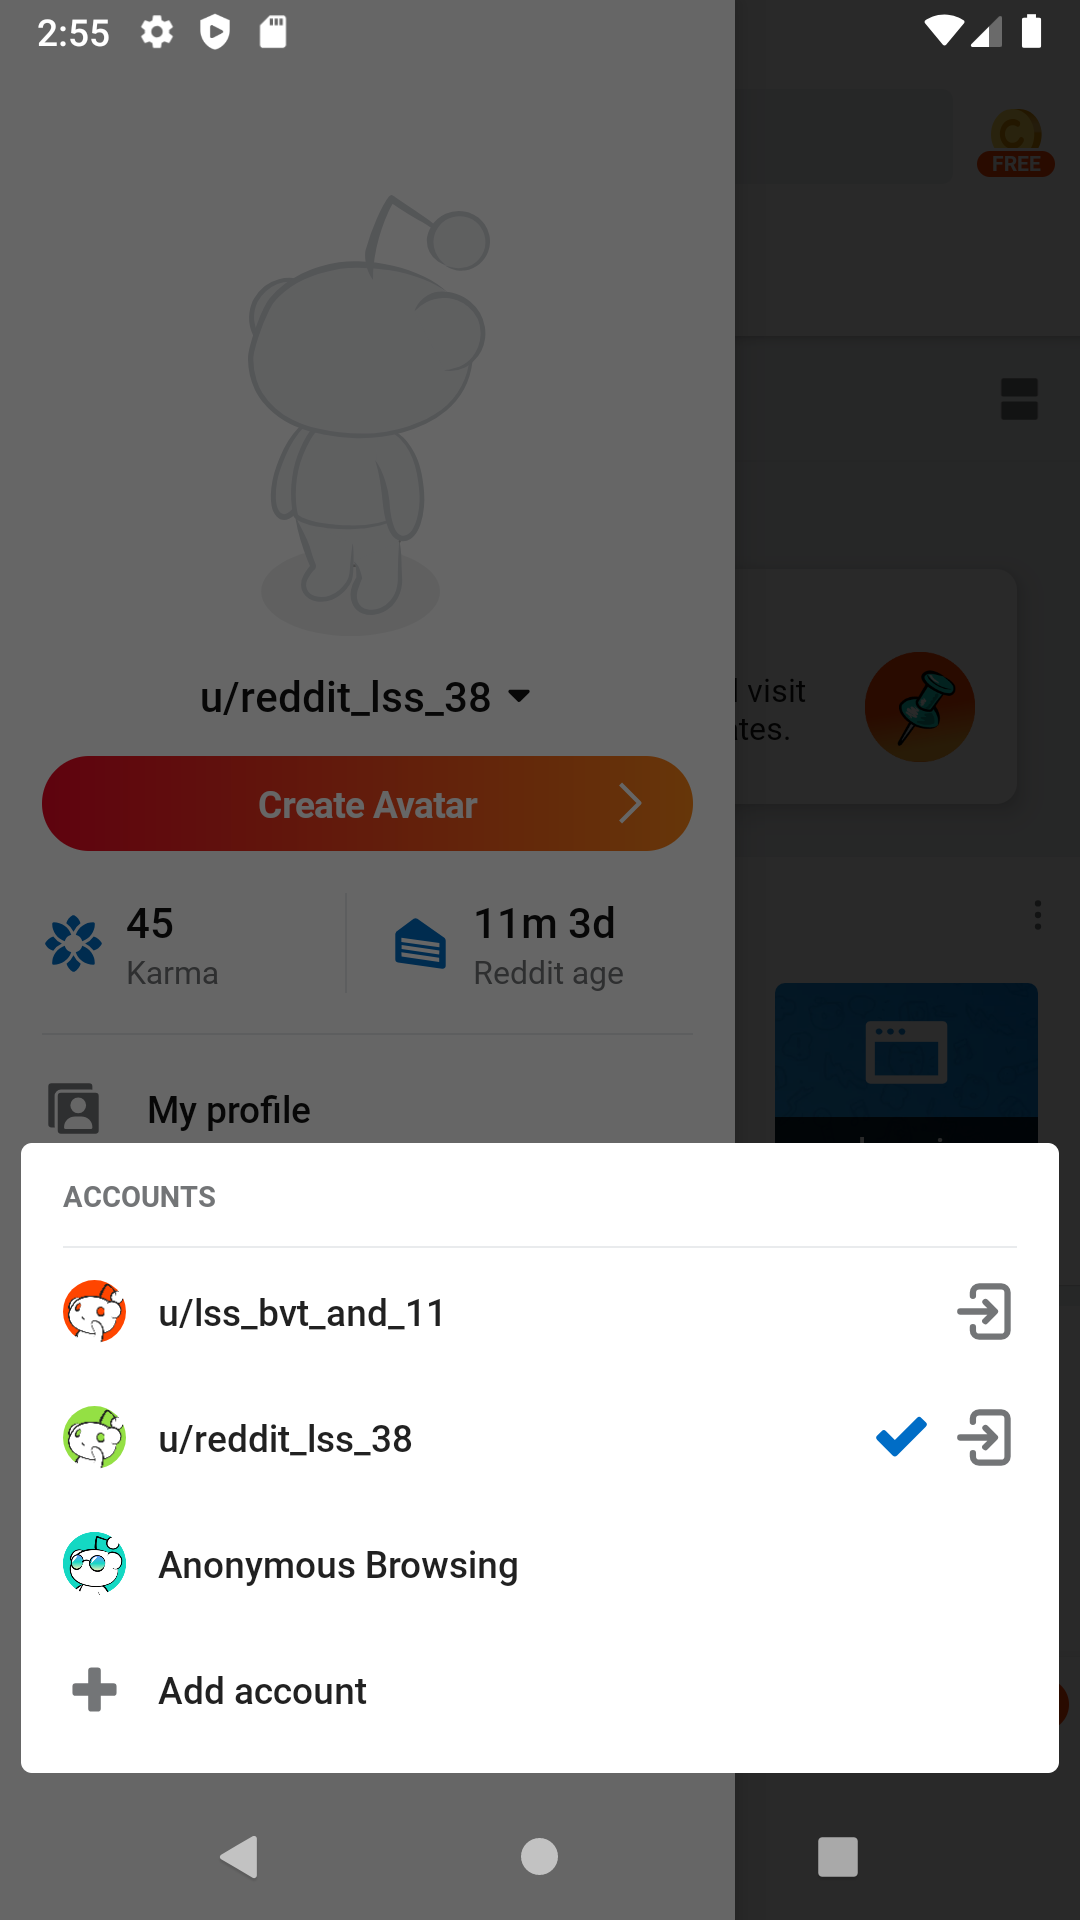 2:55
C
FREE
visit
tes.
u/reddit_lss_38
Create Avatar
45
Karma
11m 3d
Reddit age
My profile
ACCOUNTS
u/lss_bvt_and_11
u/reddit_lss_38
Anonymous Browsing
Add account